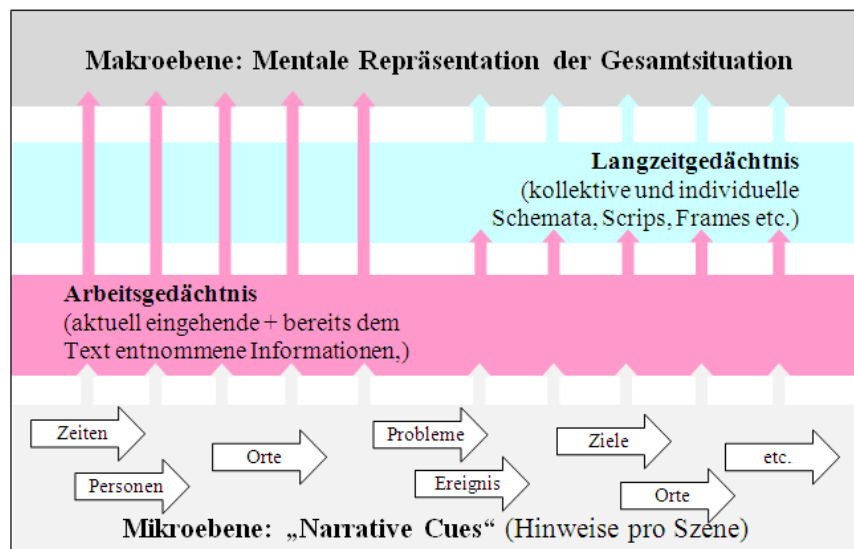 Makroebene: Mentale Repräsentation der Gesamtsituation
Langzeitgedächtnis
(kollektive und individuelle
Schemata, Scrips, Frames etc.)
Arbeitsgedächtnis
(aktuell eingehende + bereits dem
Text entnommene Informationen,)
Zeiten
Personen
Orte
Probleme
Ereignis
Ziele
Orte
etc.
Mikroebene: „Narrative Cues“ (Hinweise pro Szene)